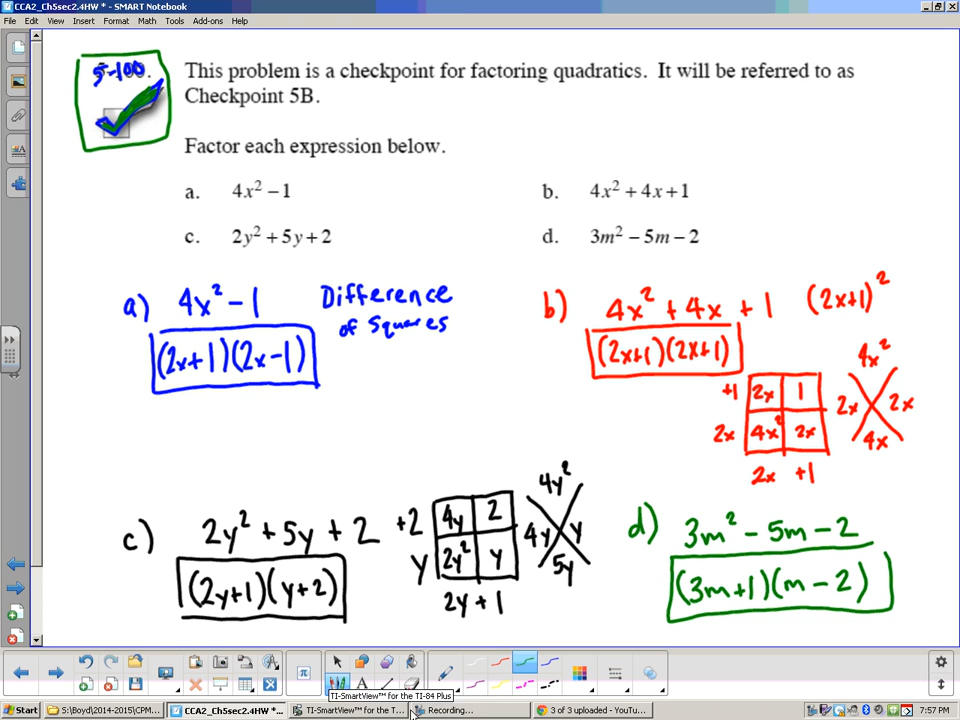 CCA2_Ch5sec2.4HW * - SMART Notebook
File Edit View Insert Format Math Tools Add-ons Help
5-100.
This problem is a checkpoint for factoring quadratics. It will be referred to as
Checkpoint 5B.
Factor each expression below.
a. 4x² − 1 b. 4x² + 4x + 1
c. 2y² + 5y + 2 d. 3m² − 5m − 2
a) 4x² − 1 Difference
of Squares
(2x+1)(2x−1)
b) 4x² + 4x + 1 (2x+1)²
(2x+1)(2x+1)
4x²
+1 2x 1 2x 2x
2x 4x² 2x 4x
2x +1
c) 2y² + 5y + 2
(2y+1)(y+2)
4y²
+2 4y 2 4y y
y 2y² y 5y
2y + 1
d) 3m² − 5m − 2
(3m+1)(m−2)
π
A
TI-SmartView™ for the TI-84 Plus
Start S:\Boyd\2014-2015\CPM... CCA2_Ch5sec2.4HW *... TI-SmartView™ for the T... Recording... 3 of 3 uploaded - YouTu... 7:57 PM